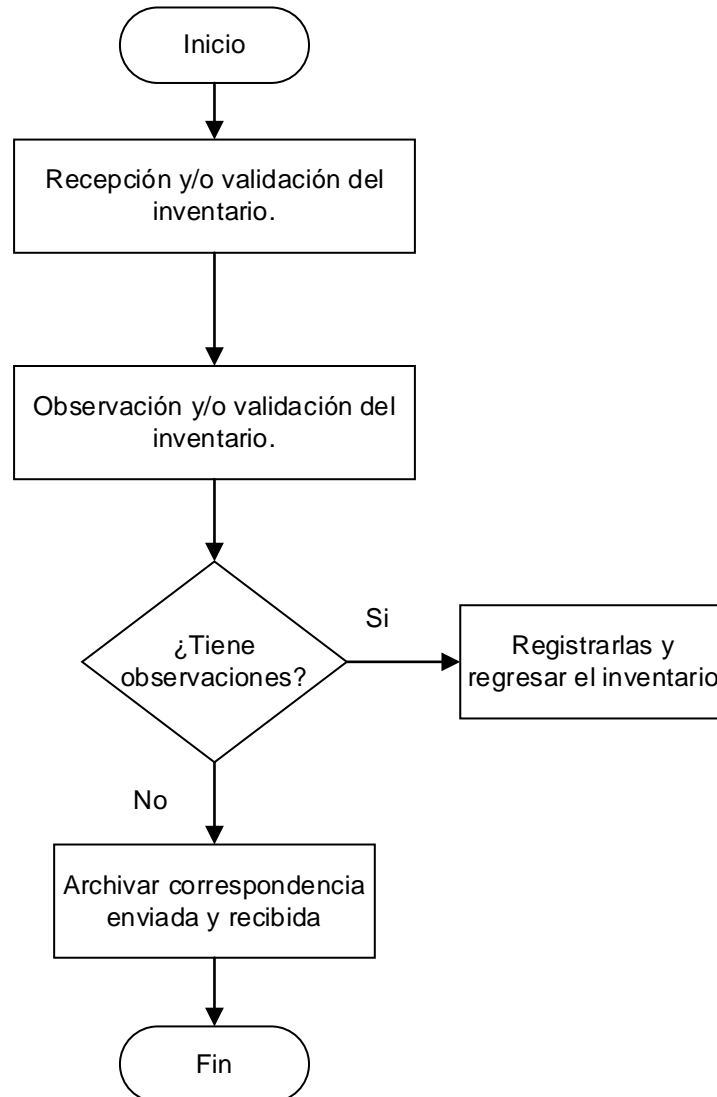 Inicio
Recepción y/o validación del
inventario.
Observación y/o validación del
inventario.
¿Tiene
observaciones?
Si
Registrarlas y
regresar el inventario
No
Archivar correspondencia
enviada y recibida
Fin